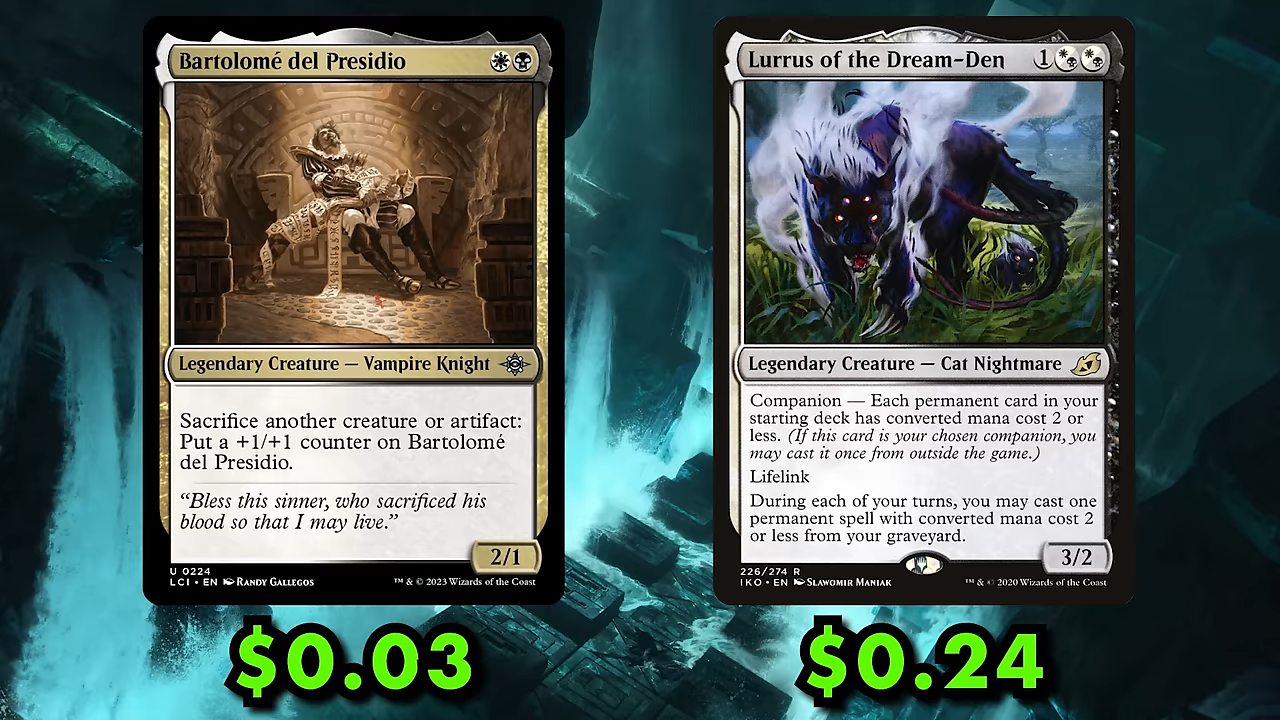 Bartolomé del Presidio
Legendary Creature — Vampire Knight
Sacrifice another creature or artifact:
Put a +1/+1 counter on Bartolomé
del Presidio.
“Bless this sinner, who sacrificed his
blood so that I may live.”
2/1
U 0224
LCI • EN Randy Gallegos
™ & © 2023 Wizards of the Coast
$0.03
Lurrus of the Dream-Den
1
Legendary Creature — Cat Nightmare
Companion — Each permanent card in your
starting deck has converted mana cost 2 or
less. (If this card is your chosen companion, you
may cast it once from outside the game.)
Lifelink
During each of your turns, you may cast one
permanent spell with converted mana cost 2
or less from your graveyard.
3/2
226/274 R
IKO • EN Slawomir Maniak
™ & © 2020 Wizards of the Coast
$0.24